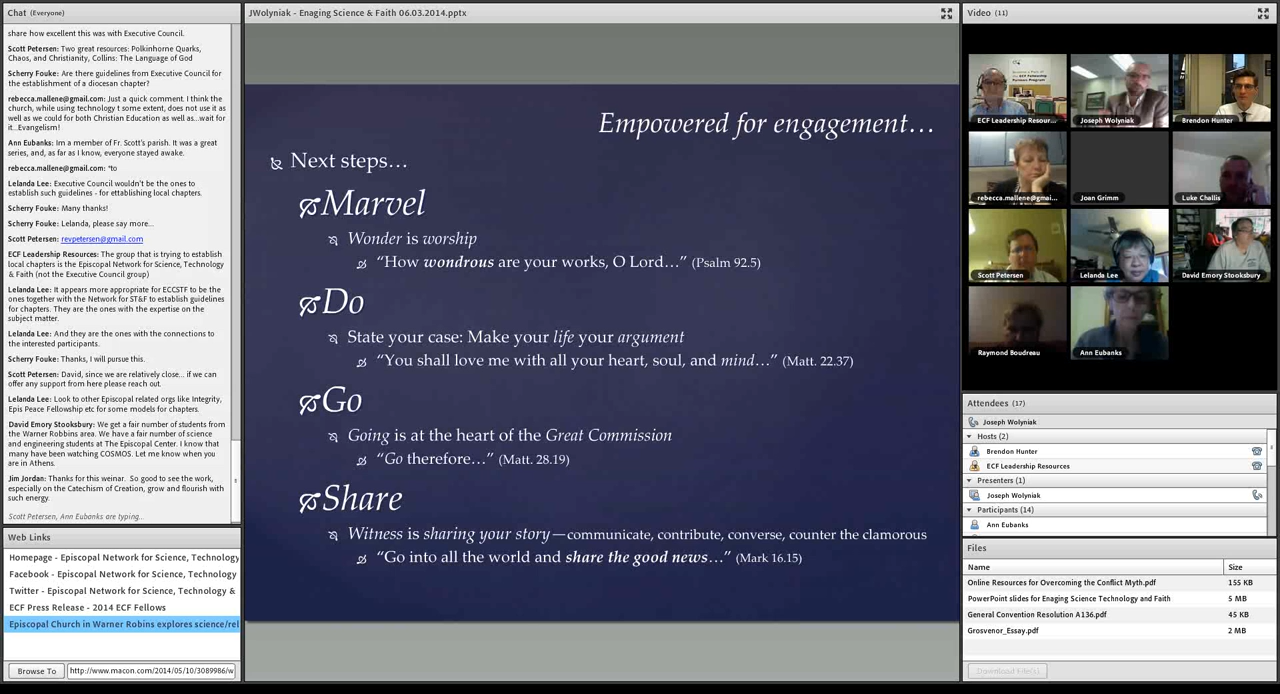 Chat (Everyone)
share how excellent this was with Executive Council.
Scott Petersen: Two great resources: Polkinhorne Quarks,
Chaos, and Christianity, Collins: The Language of God
Scherry Fouke: Are there guidelines from Executive Council for
the establishment of a diocesan chapter?
rebecca.mallene@gmail.com: Just a quick comment. I think the
church, while using technology t some extent, does not use it as
well as we could for both Christian Education as well as...wait for
it...Evangelism!
Ann Eubanks: Im a member of Fr. Scott's parish. It was a great
series, and, as far as I know, everyone stayed awake.
rebecca.mallene@gmail.com: *to
Lelanda Lee: Executive Council wouldn't be the ones to
establish such guidelines - for ettablishing local chapters.
Scherry Fouke: Many thanks!
Scherry Fouke: Lelanda, please say more...
Scott Petersen: revpetersen@gmail.com
ECF Leadership Resources: The group that is trying to establish
local chapters is the Episcopal Network for Science, Technology
& Faith (not the Executive Council group)
Lelanda Lee: It appears more appropriate for ECCSTF to be the
ones together with the Network for ST&F to establish guidelines
for chapters. They are the ones with the expertise on the
subject matter.
Lelanda Lee: And they are the ones with the connections to
the interested participants.
Scherry Fouke: Thanks, I will pursue this.
Scott Petersen: David, since we are relatively close... if we can
offer any support from here please reach out.
Lelanda Lee: Look to other Episcopal related orgs like Integrity,
Epis Peace Fellowship etc for some models for chapters.
David Emory Stooksbury: We get a fair number of students from
the Warner Robbins area. We have a fair number of science
and engineering students at The Episcopal Center. I know that
many have been watching COSMOS. Let me know when you
are in Athens.
Jim Jordan: Thanks for this weinar. So good to see the work,
especially on the Catechism of Creation, grow and flourish with
such energy.
Scott Petersen, Ann Eubanks are typing...
Web Links
Homepage - Episcopal Network for Science, Technology
Facebook - Episcopal Network for Science, Technology
Twitter - Episcopal Network for Science, Technology &
ECF Press Release - 2014 ECF Fellows
Episcopal Church in Warner Robins explores science/rel
Browse To
http://www.macon.com/2014/05/10/3089986/w
JWolyniak - Enaging Science & Faith 06.03.2014.pptx
Empowered for engagement…
Next steps…
Marvel
Wonder is worship
“How wondrous are your works, O Lord…” (Psalm 92.5)
Do
State your case: Make your life your argument
“You shall love me with all your heart, soul, and mind…” (Matt. 22.37)
Go
Going is at the heart of the Great Commission
“Go therefore…” (Matt. 28.19)
Share
Witness is sharing your story—communicate, contribute, converse, counter the clamorous
“Go into all the world and share the good news…” (Mark 16.15)
Video (11)
ECF Leadership Resour...
Joseph Wolyniak
Brendon Hunter
rebecca.mallene@gmai...
Joan Grimm
Luke Challis
Scott Petersen
Lelanda Lee
David Emory Stooksbury
Raymond Boudreau
Ann Eubanks
Attendees (17)
Joseph Wolyniak
Hosts (2)
Brendon Hunter
ECF Leadership Resources
Presenters (1)
Joseph Wolyniak
Participants (14)
Ann Eubanks
Files
Name Size
Online Resources for Overcoming the Conflict Myth.pdf 155 KB
PowerPoint slides for Enaging Science Technology and Faith 5 MB
General Convention Resolution A136.pdf 45 KB
Grosvenor_Essay.pdf 2 MB
Download File(s)